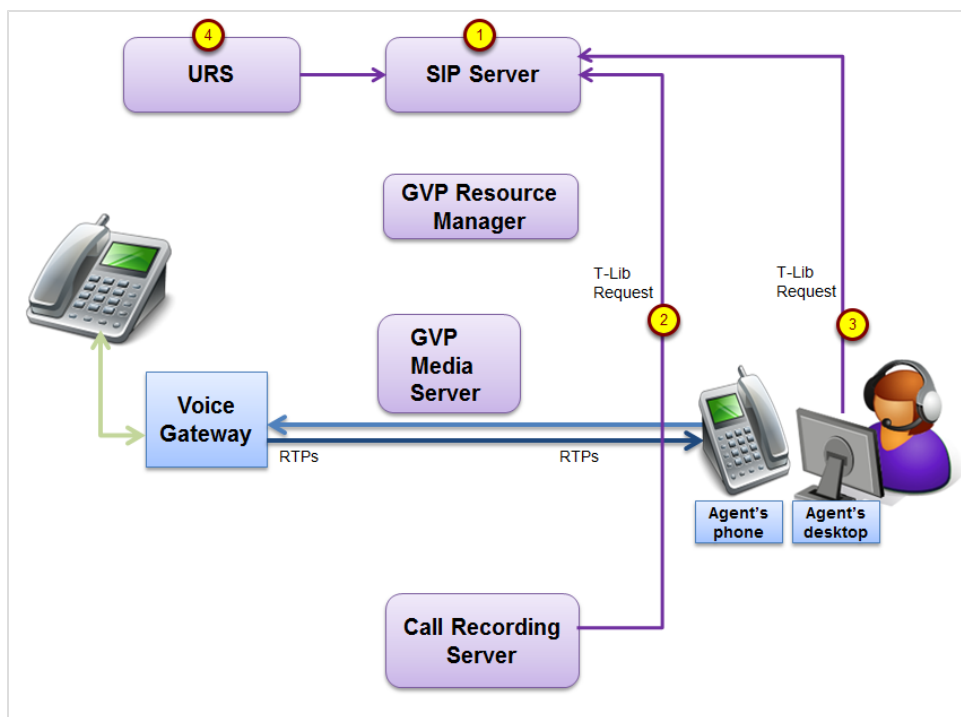 4
URS
1
SIP Server
GVP Resource
Manager
T-Lib
Request
T-Lib
Request
2
3
GVP
Media
Server
Voice
Gateway
RTPs
RTPs
Agent's
phone
Agent's
desktop
Call Recording
Server